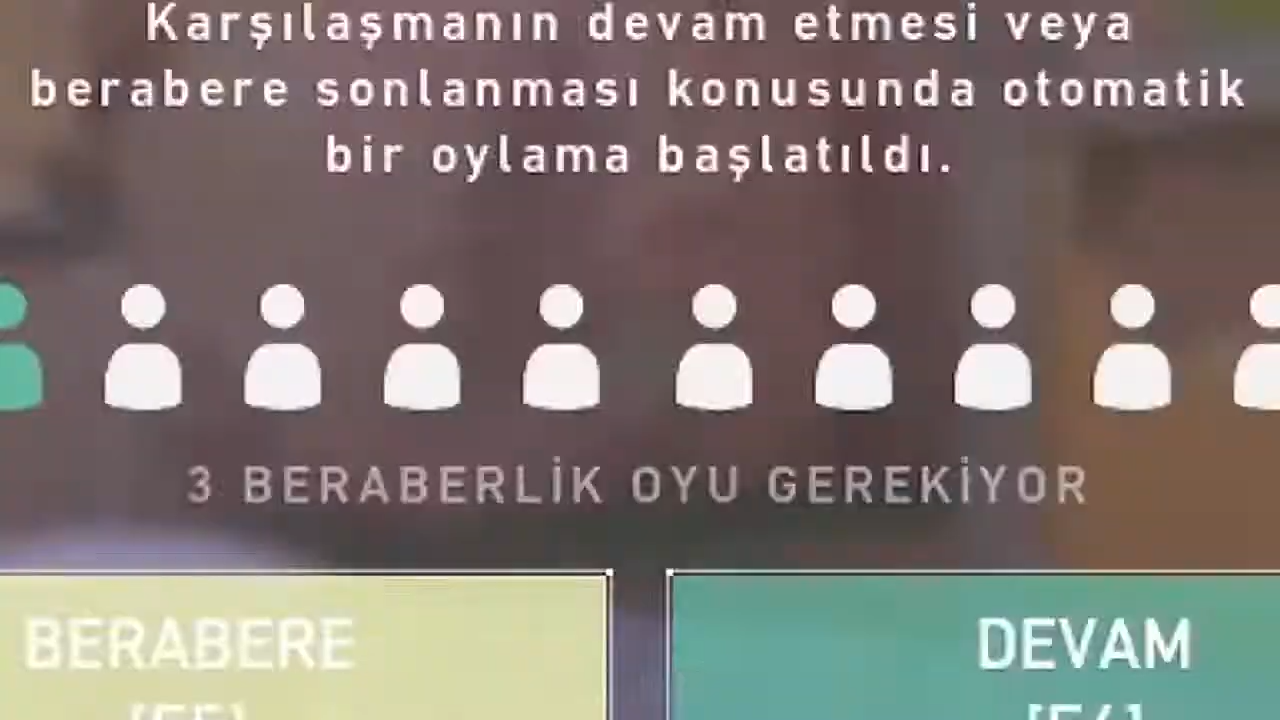 Karşılaşmanın devam etmesi veya
berabere sonlanması konusunda otomatik
bir oylama başlatıldı.
3 BERABERLİK OYU GEREKİYOR
BERABERE
DEVAM